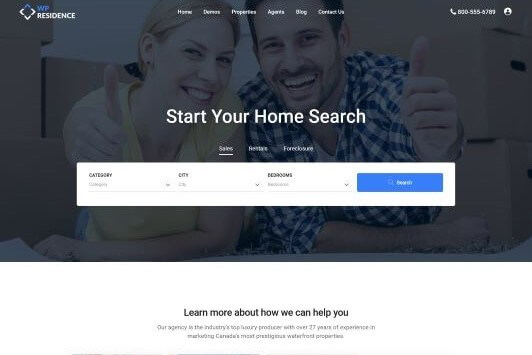 WP
RESIDENCE
Home Demos Properties Agents Blog Contact Us
800-555-6789
Start Your Home Search
Sales Rentals Foreclosure
CATEGORY CITY BEDROOMS
Category City Bedrooms
Search
Learn more about how we can help you
Our agency is the industry's top luxury producer with over 27 years of experience in
marketing Canada's most prestigious waterfront properties.